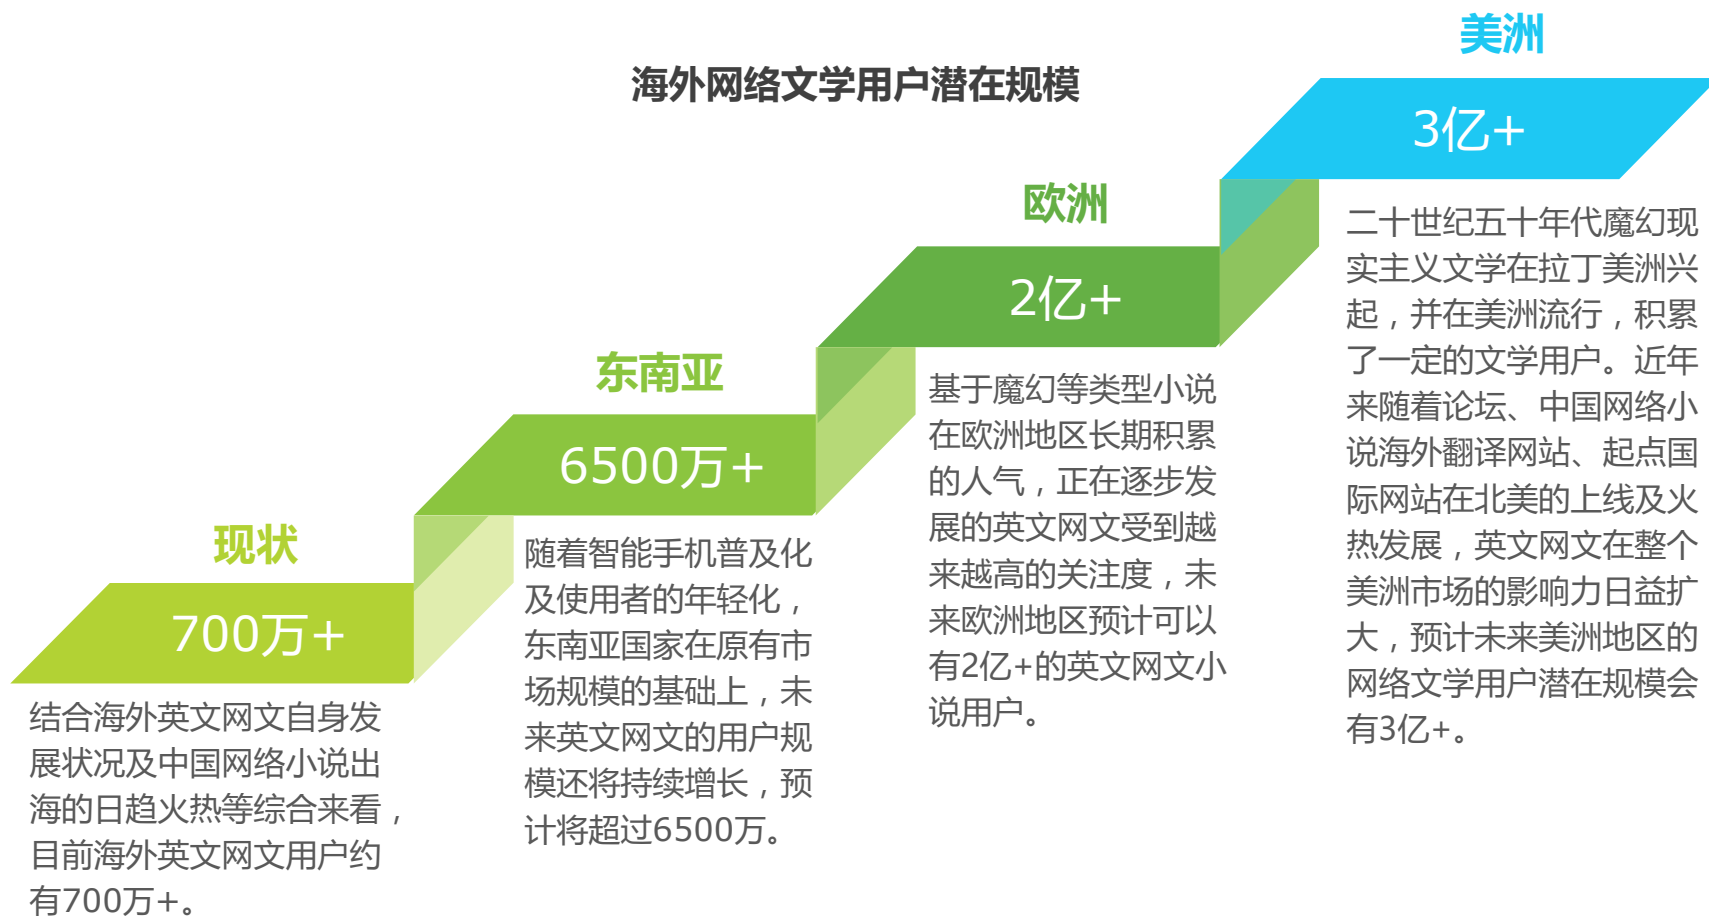 海外网络文学用户潜在规模
现状
700万+
结合海外英文网文自身发
展状况及中国网络小说出
海的日趋火热等综合来看，
目前海外英文网文用户约
有700万+。
东南亚
6500万+
随着智能手机普及化
及使用者的年轻化，
东南亚国家在原有市
场规模的基础上，未
来英文网文的用户规
模还将持续增长，预
计将超过6500万。
欧洲
2亿+
基于魔幻等类型小说
在欧洲地区长期积累
的人气，正在逐步发
展的英文网文受到越
来越高的关注度，未
来欧洲地区预计可以
有2亿+的英文网文小
说用户。
美洲
3亿+
二十世纪五十年代魔幻现
实主义文学在拉丁美洲兴
起，并在美洲流行，积累
了一定的文学用户。近年
来随着论坛、中国网络小
说海外翻译网站、起点国
际网站在北美的上线及火
热发展，英文网文在整个
美洲市场的影响力日益扩
大，预计未来美洲地区的
网络文学用户潜在规模会
有3亿+。